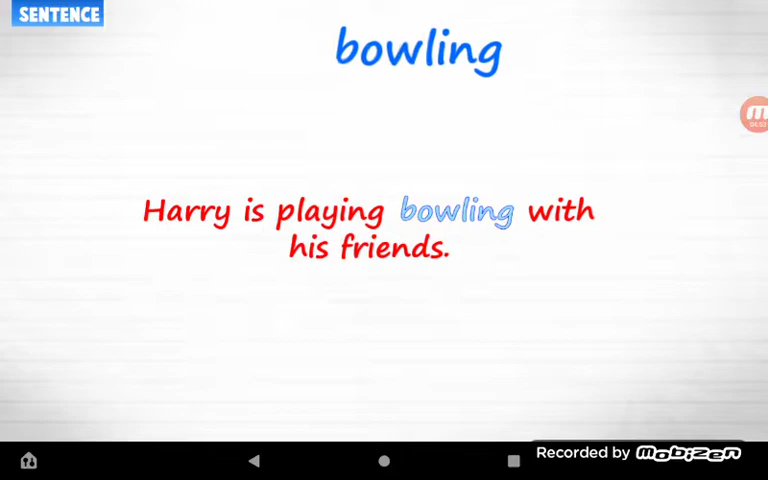 SENTENCE
bowling
Harry is playing bowling with
his friends.
Recorded by mobizen